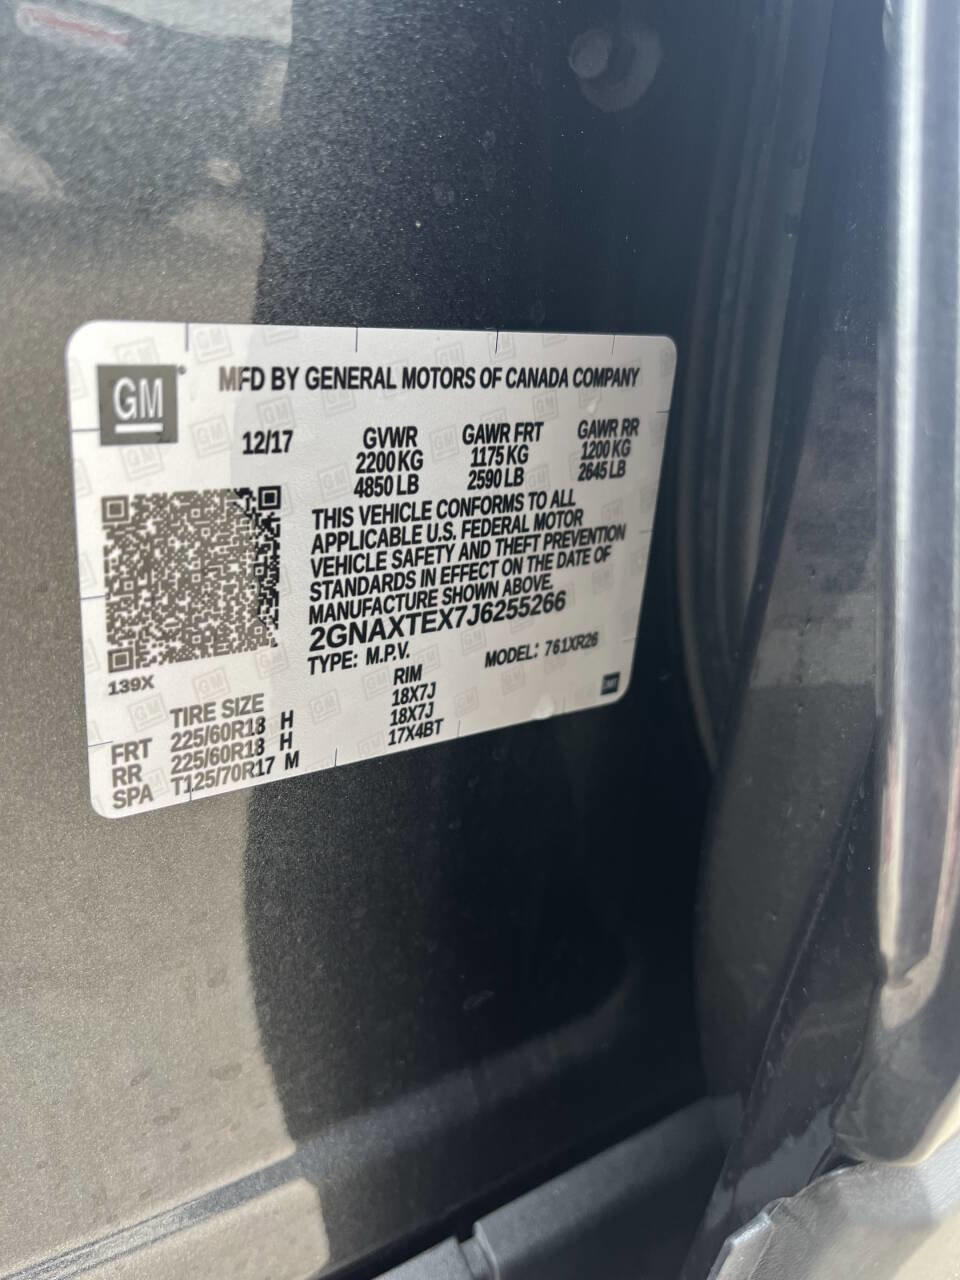 GM
MFD BY GENERAL MOTORS OF CANADA COMPANY
12/17 GVWR GAWR FRT GAWR RR
2200 KG 1175 KG 1200 KG
4850 LB 2590 LB 2645 LB
THIS VEHICLE CONFORMS TO ALL
APPLICABLE U.S. FEDERAL MOTOR
VEHICLE SAFETY AND THEFT PREVENTION
STANDARDS IN EFFECT ON THE DATE OF
MANUFACTURE SHOWN ABOVE.
2GNAXTEX7J6255266
TYPE: M.P.V. MODEL: 761XR26
139X
TIRE SIZE RIM
FRT 225/60R18 H 18X7J
RR 225/60R18 H 18X7J
SPA T125/70R17 M 17X4BT